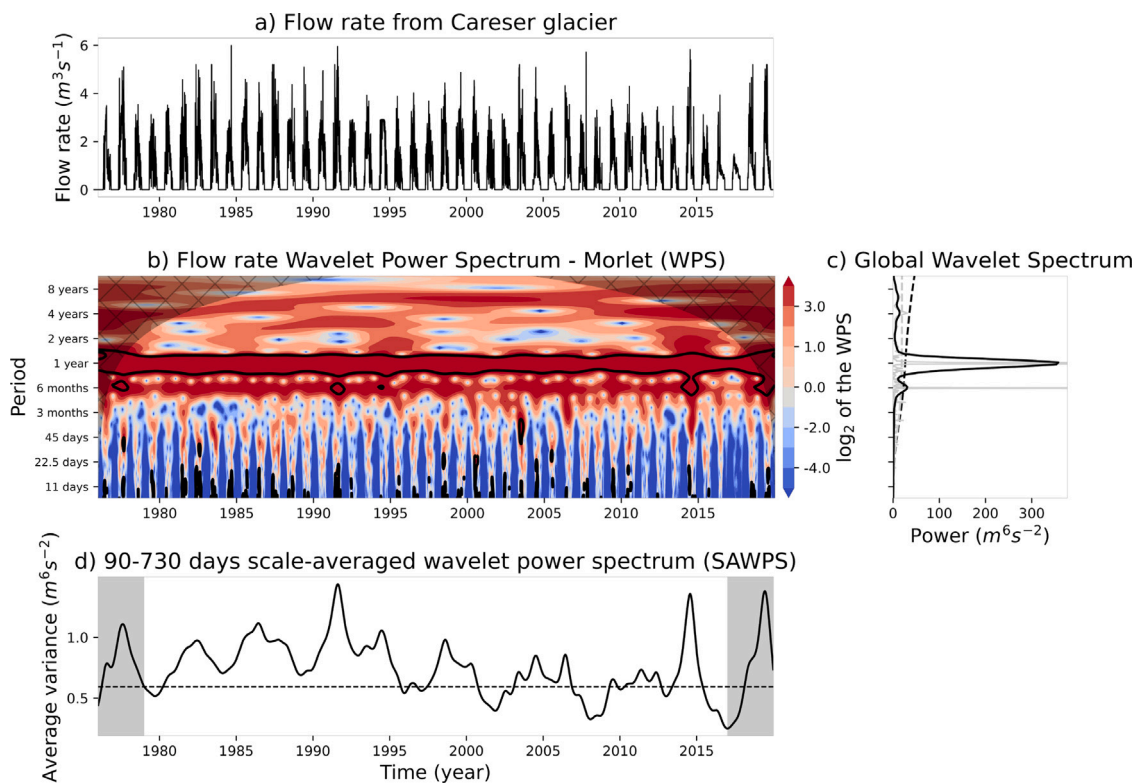 a) Flow rate from Careser glacier
Flow rate (m³s⁻¹)
6
4
2
0
1980 1985 1990 1995 2000 2005 2010 2015
b) Flow rate Wavelet Power Spectrum - Morlet (WPS)
Period
8 years
4 years
2 years
1 year
6 months
3 months
45 days
22.5 days
11 days
1980 1985 1990 1995 2000 2005 2010 2015
3.0
2.0
1.0
0.0
-1.0
-2.0
-4.0
log₂ of the WPS
c) Global Wavelet Spectrum
0 100 200 300
Power (m⁶s⁻²)
d) 90-730 days scale-averaged wavelet power spectrum (SAWPS)
Average variance (m⁶s⁻²)
1.0
0.5
1980 1985 1990 1995 2000 2005 2010 2015
Time (year)